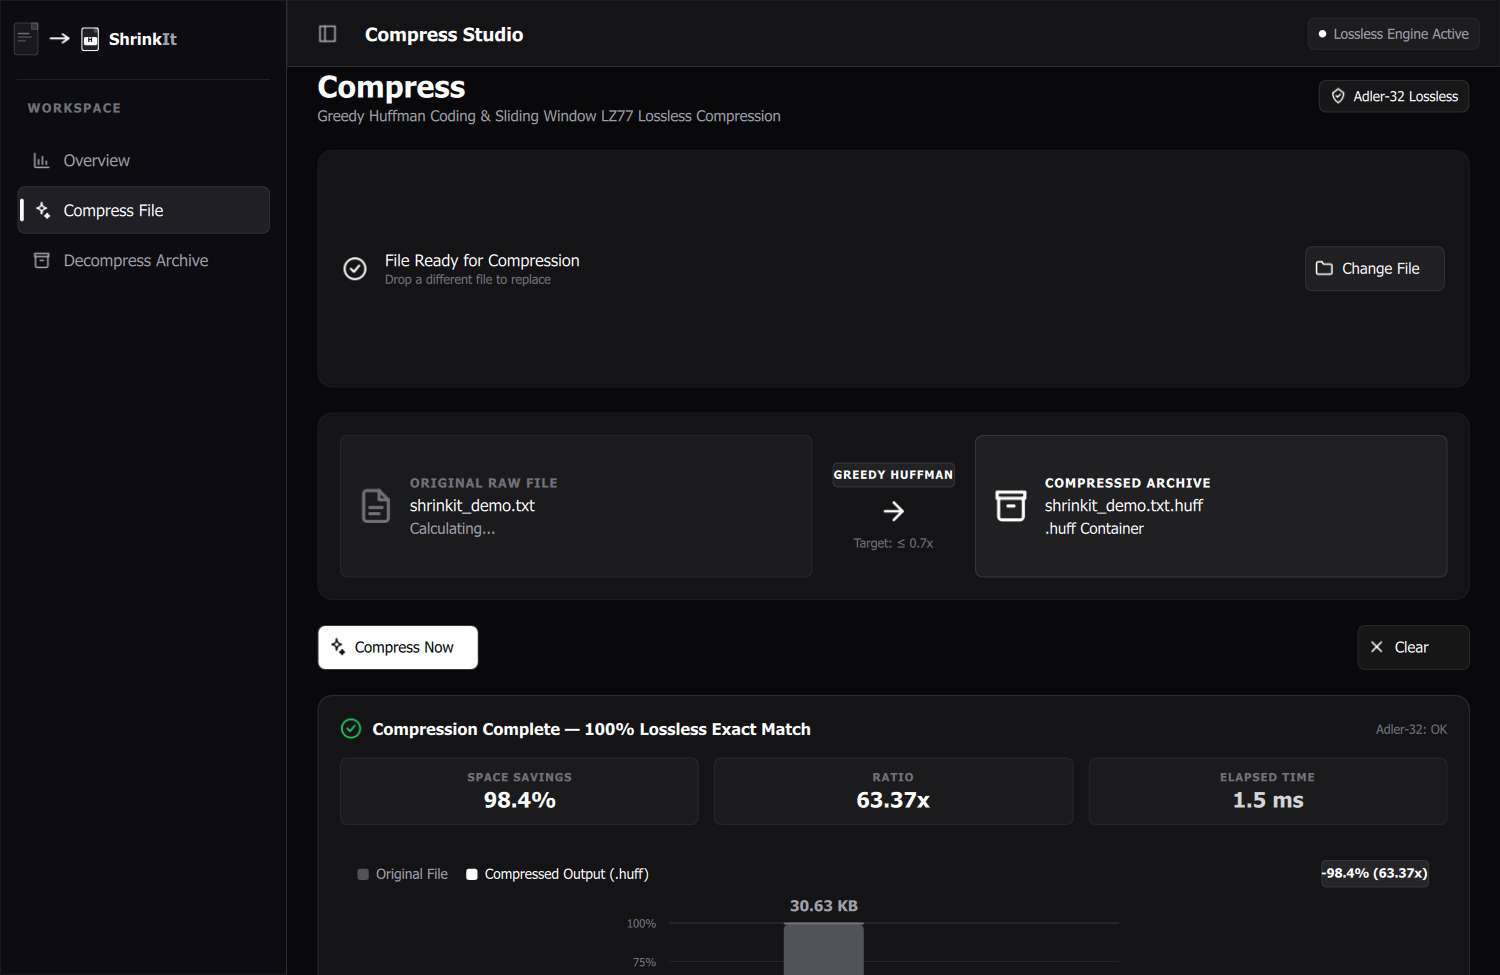 ShrinkIt
WORKSPACE
Overview
Compress File
Decompress Archive
Compress Studio
Lossless Engine Active
Compress
Greedy Huffman Coding & Sliding Window LZ77 Lossless Compression
Adler-32 Lossless
File Ready for Compression
Drop a different file to replace
Change File
ORIGINAL RAW FILE
shrinkit_demo.txt
Calculating...
GREEDY HUFFMAN
Target: ≤ 0.7x
COMPRESSED ARCHIVE
shrinkit_demo.txt.huff
.huff Container
Compress Now
Clear
Compression Complete — 100% Lossless Exact Match
Adler-32: OK
SPACE SAVINGS
98.4%
RATIO
63.37x
ELAPSED TIME
1.5 ms
Original File
Compressed Output (.huff)
-98.4% (63.37x)
30.63 KB
100%
75%